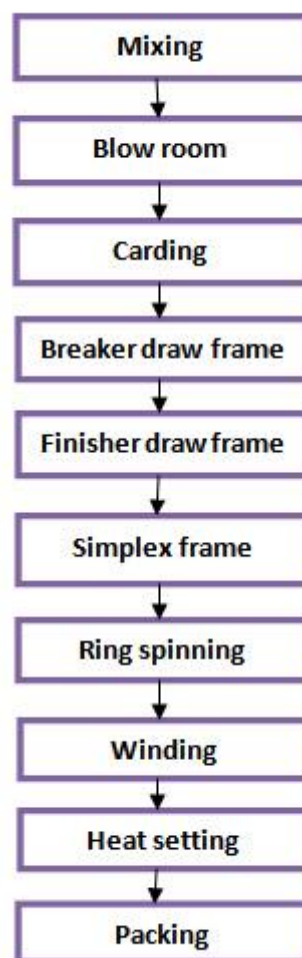 Mixing
Blow room
Carding
Breaker draw frame
Finisher draw frame
Simplex frame
Ring spinning
Winding
Heat setting
Packing